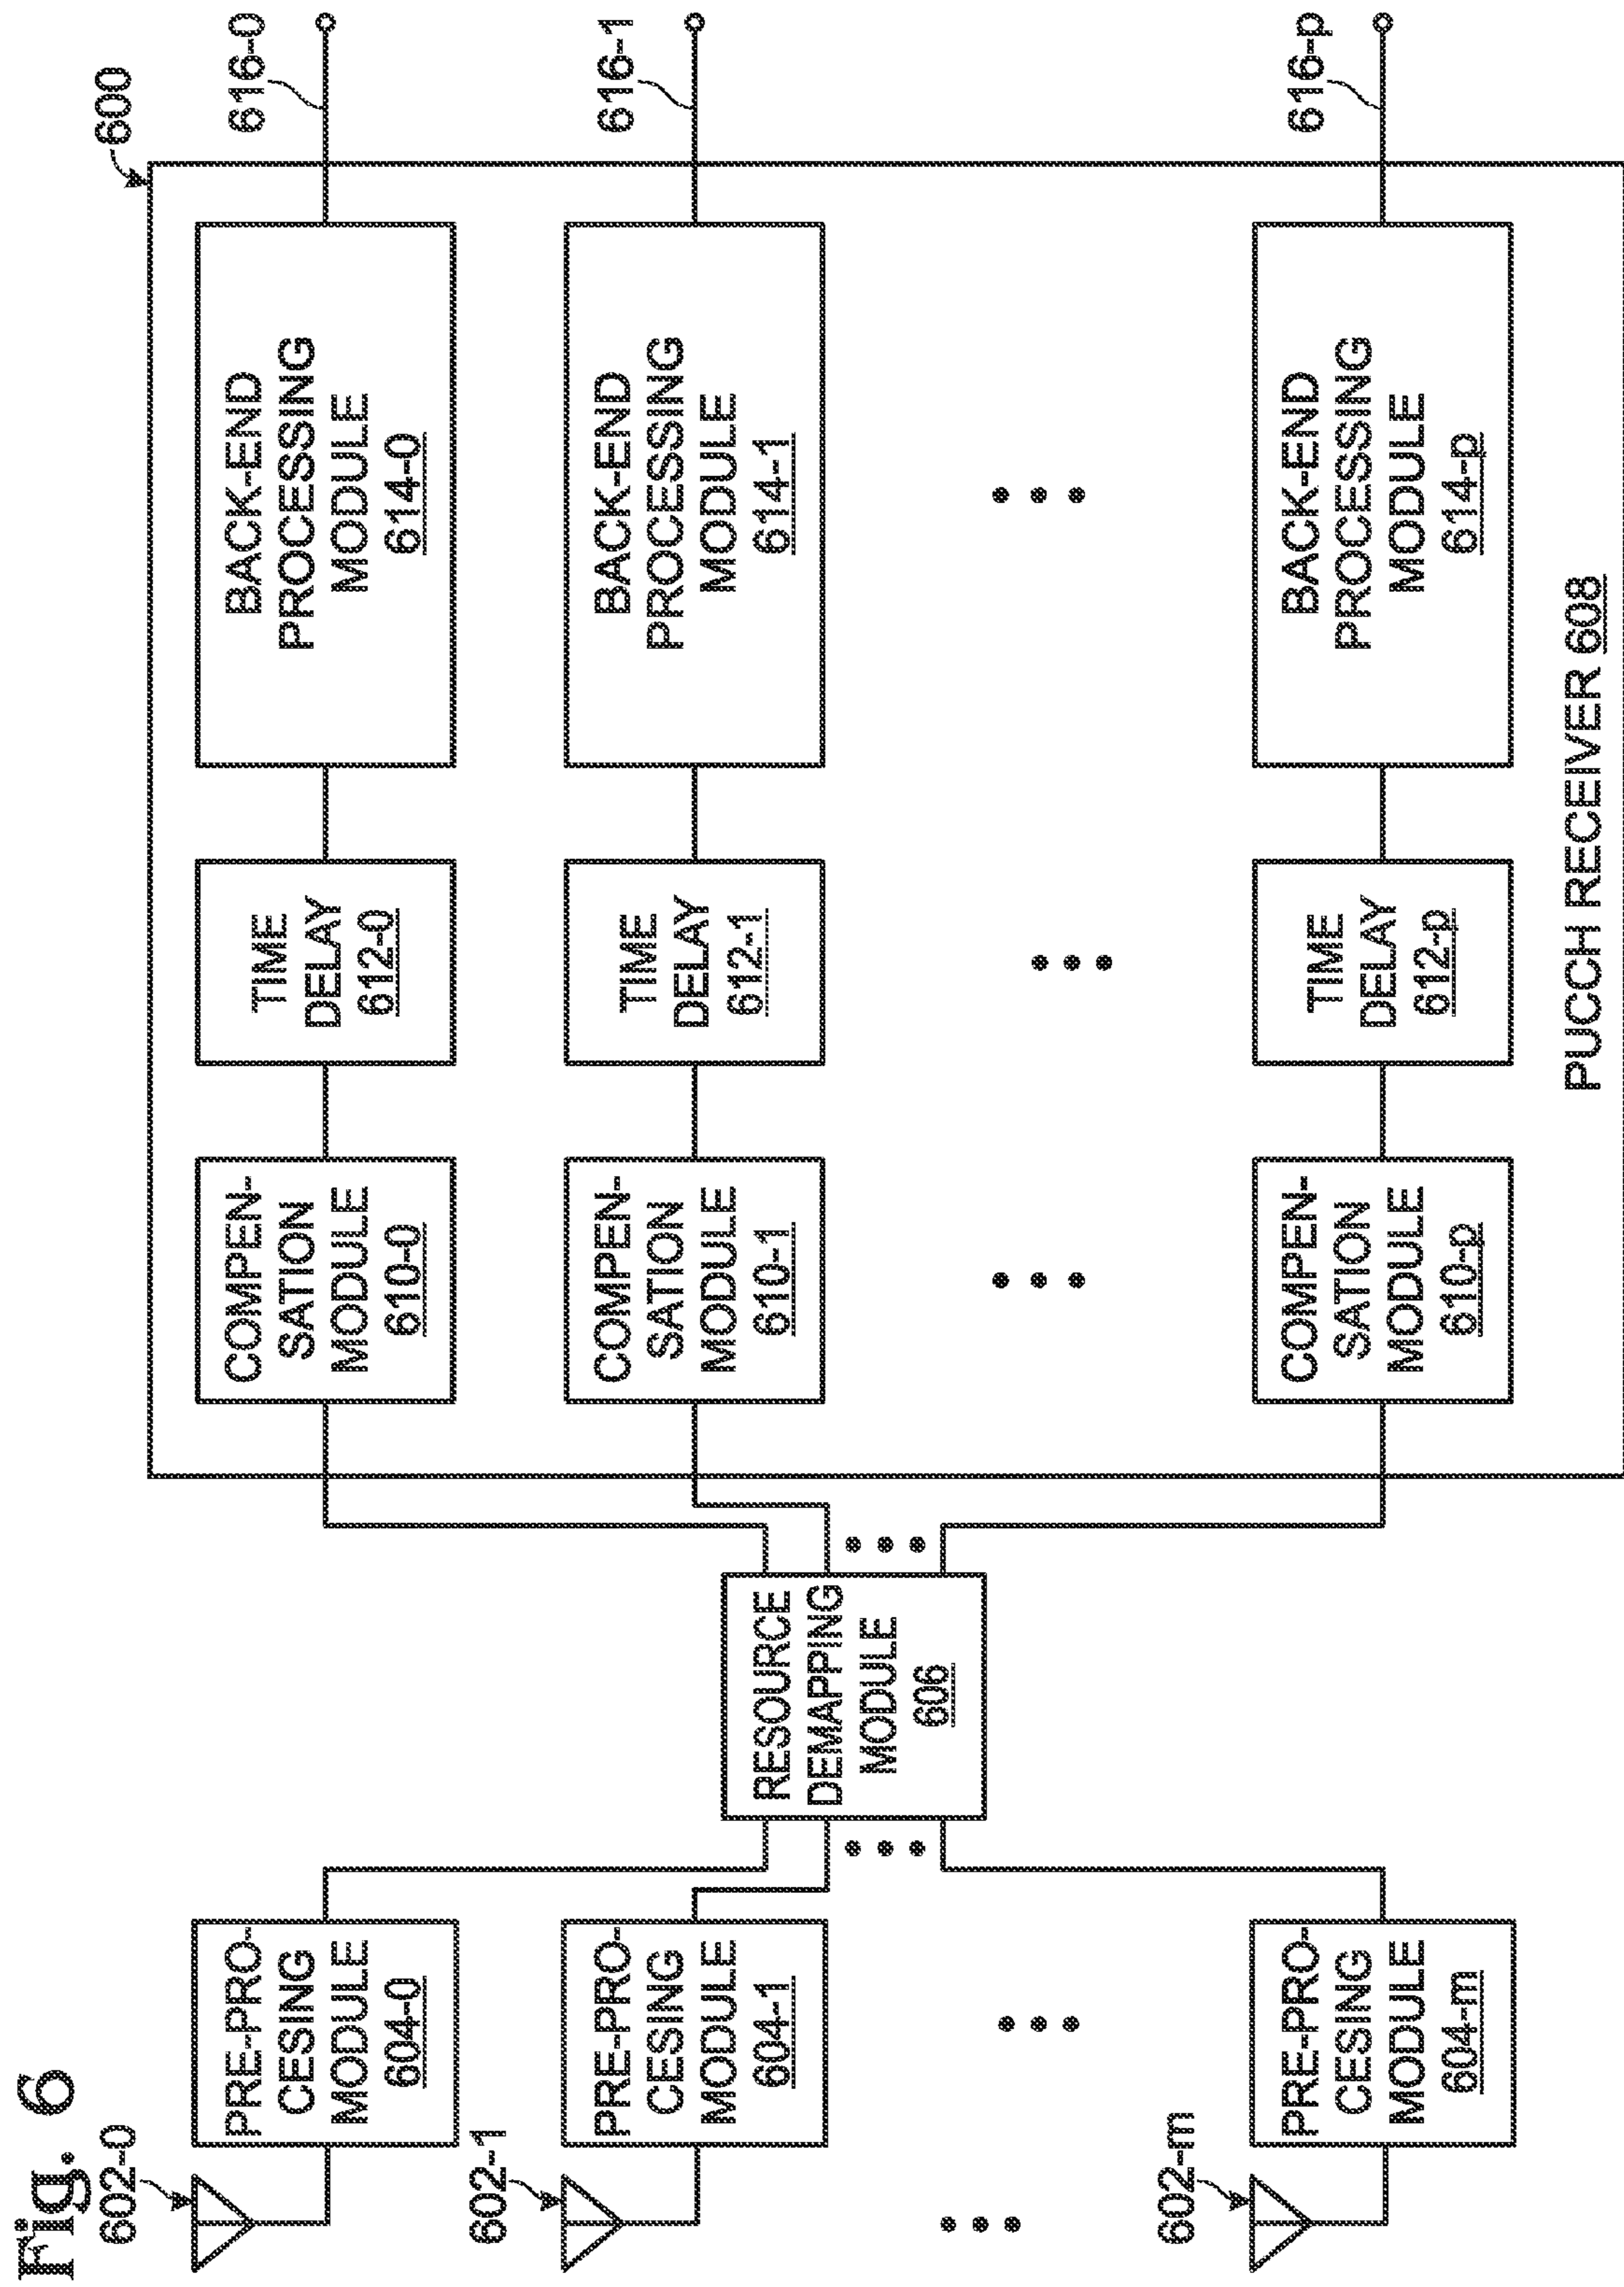 Fig. 6
600
602-0
PRE-PRO-
CESING
MODULE
604-0
602-1
PRE-PRO-
CESING
MODULE
604-1
602-m
PRE-PRO-
CESING
MODULE
604-m
RESOURCE
DEMAPPING
MODULE
606
COMPEN-
SATION
MODULE
610-0
TIME
DELAY
612-0
BACK-END
PROCESSING
MODULE
614-0
616-0
COMPEN-
SATION
MODULE
610-1
TIME
DELAY
612-1
BACK-END
PROCESSING
MODULE
614-1
616-1
COMPEN-
SATION
MODULE
610-p
TIME
DELAY
612-p
BACK-END
PROCESSING
MODULE
614-p
616-p
PUCCH RECEIVER 608